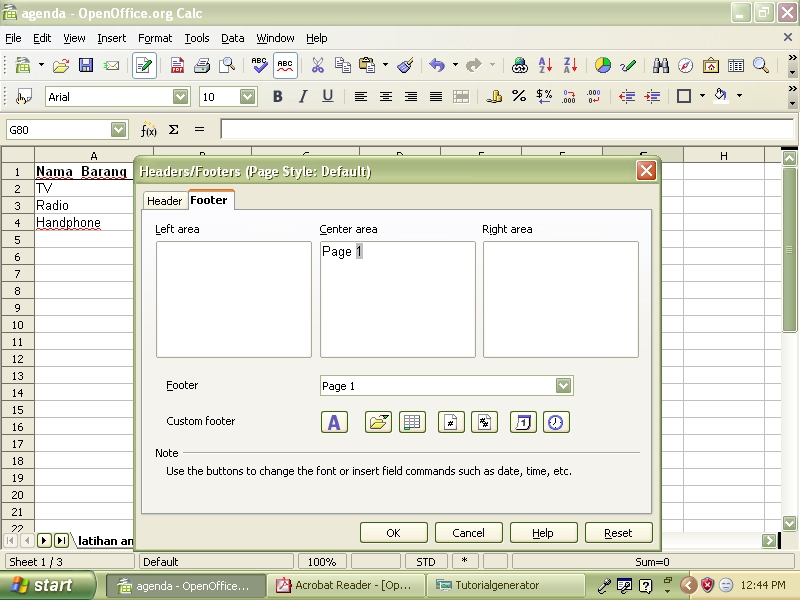 agenda - OpenOffice.org Calc
File Edit View Insert Format Tools Data Window Help
Arial 10 B I U
G80 f(x) Σ =
A H
1 Nama Barang
2 TV
3 Radio
4 Handphone
5
6
7
8
9
10
11
12
13
14
15
16
17
18
19
20
21
22
Headers/Footers (Page Style: Default)
Header Footer
Left area Center area Right area
Page 1
Footer Page 1
Custom footer
Note
Use the buttons to change the font or insert field commands such as date, time, etc.
OK Cancel Help Reset
latihan an
Sheet 1 / 3 Default 100% STD * Sum=0
start agenda - OpenOffice... Acrobat Reader - [Op... Tutorialgenerator 12:44 PM